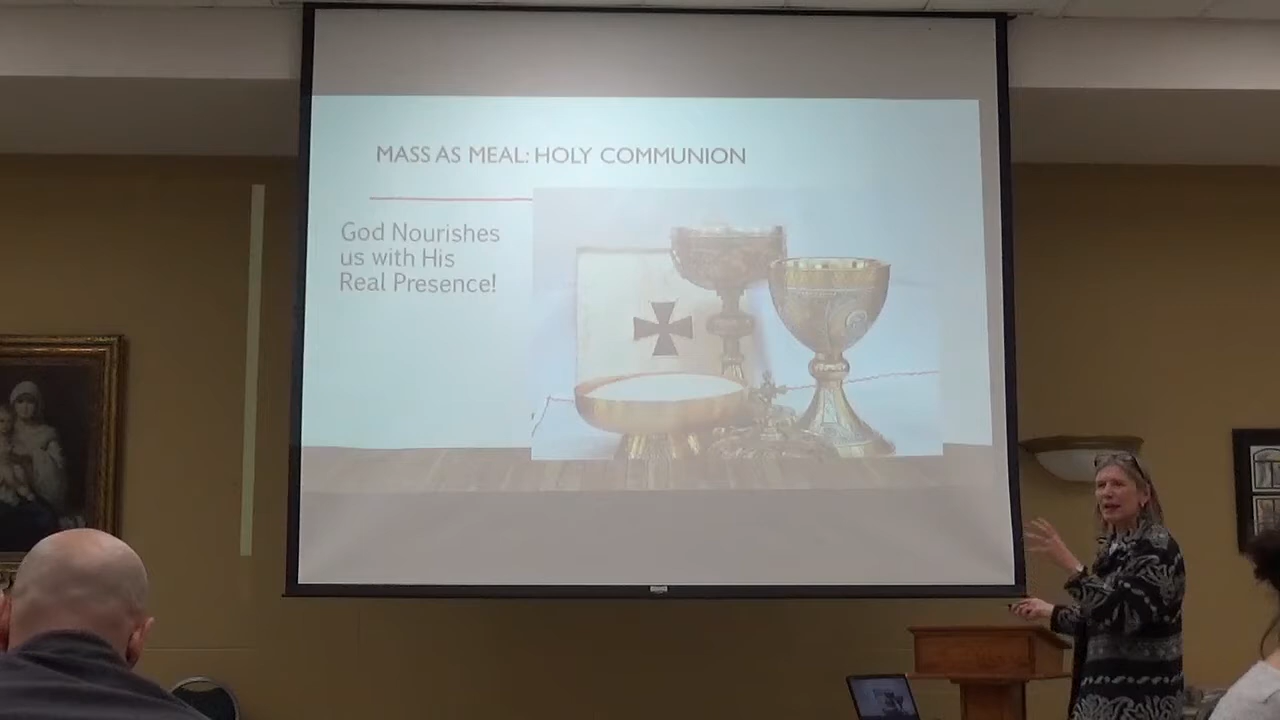 MASS AS MEAL: HOLY COMMUNION
God Nourishes
us with His
Real Presence!